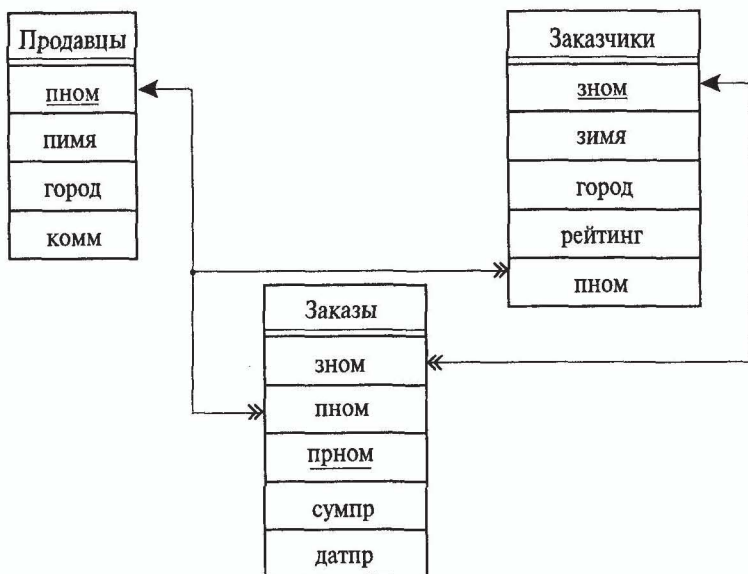 Продавцы
пном
пимя
город
комм
Заказчики
зном
зимя
город
рейтинг
пном
Заказы
зном
пном
прном
сумпр
датпр